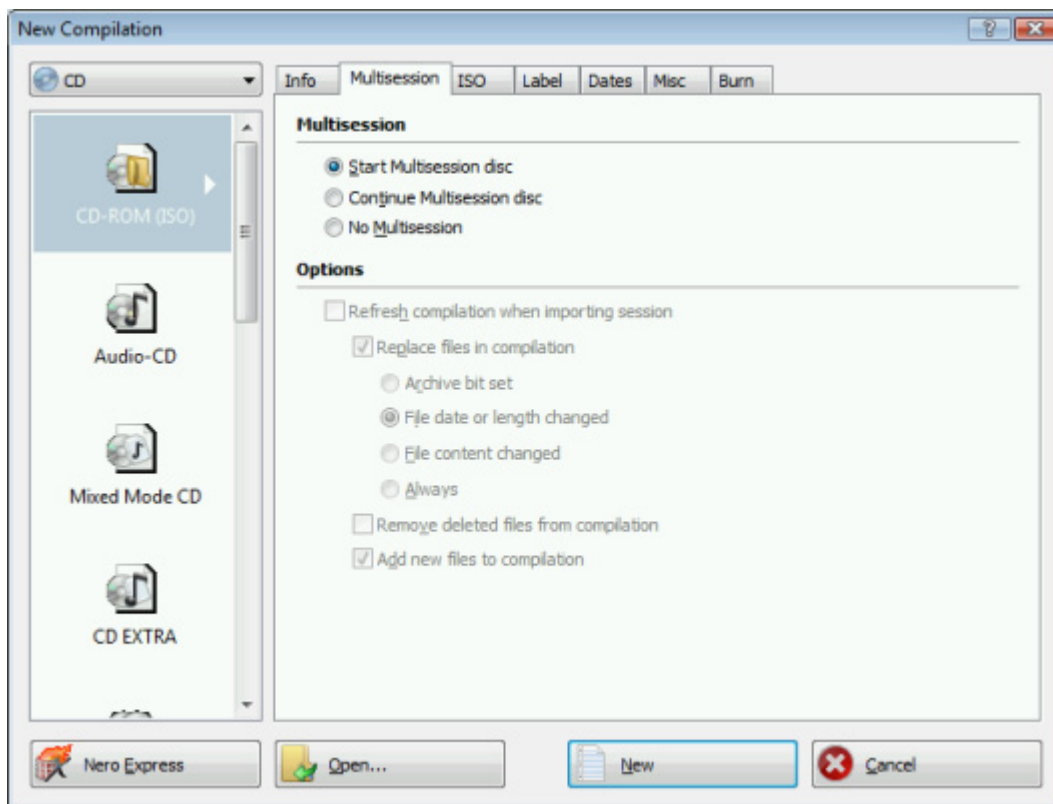 New Compilation
CD
Info Multisession ISO Label Dates Misc Burn
CD-ROM (ISO)
Audio-CD
Mixed Mode CD
CD EXTRA
Multisession
Start Multisession disc
Continue Multisession disc
No Multisession
Options
Refresh compilation when importing session
Replace files in compilation
Archive bit set
File date or length changed
File content changed
Always
Remove deleted files from compilation
Add new files to compilation
Nero Express Open... New Cancel